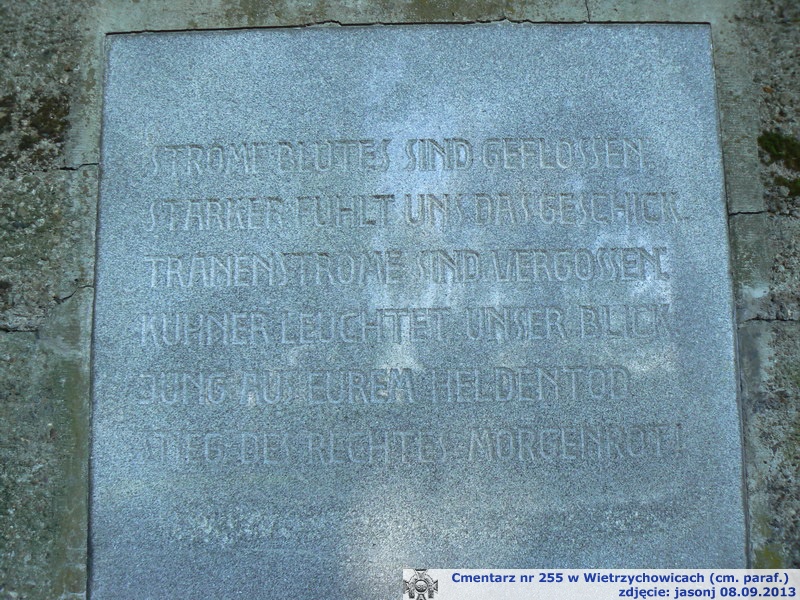 STRÖME BLUTES SIND GEFLOSSEN,
STÄRKER FÜHLT UNS DAS GESCHICK.
TRÄNENSTRÖME SIND VERGOSSEN:
KÜHNER LEUCHTET UNSER BLICK
JUNG AUS EUREM HELDENTOD
STIEG DES RECHTES MORGENROT!
Cmentarz nr 255 w Wietrzychowicach (cm. paraf.)
zdjęcie: jasonj 08.09.2013